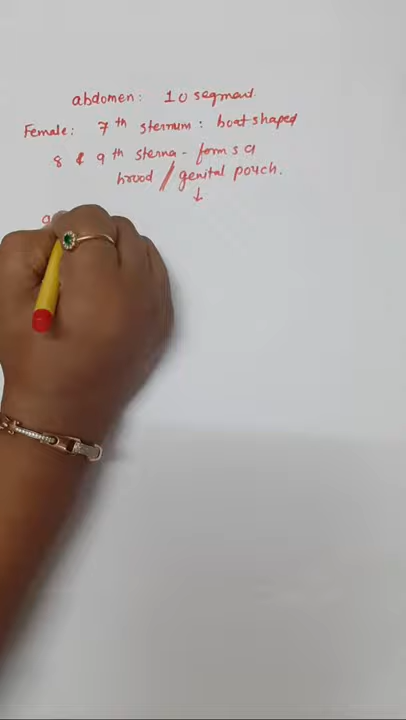 abdomen: 10 segment.
Female: 7th sternum: boat shaped
8 & 9th sterna - forms a
brood / genital pouch.
↓